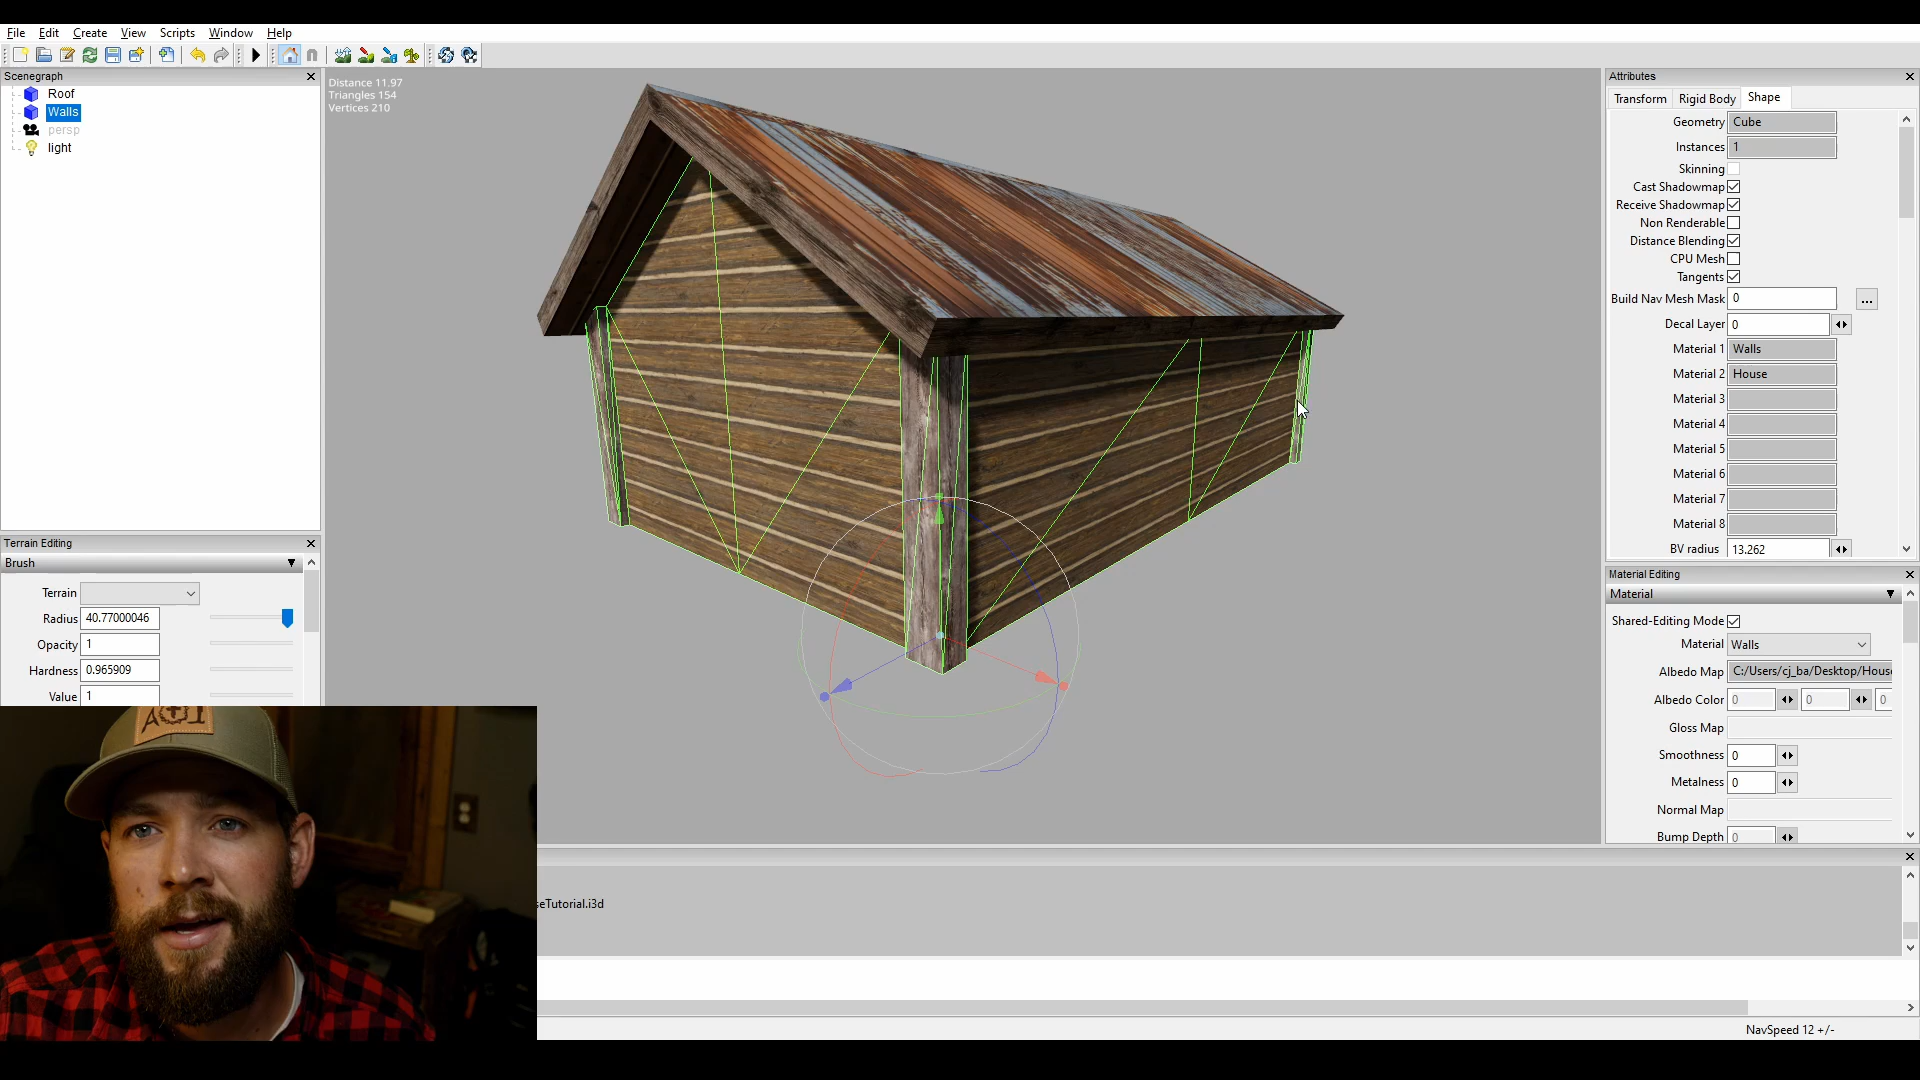 File Edit Create View Scripts Window Help
Scenegraph
Roof
Walls
persp
light
Distance 11.97
Triangles 154
Vertices 210
Terrain Editing
Brush
Terrain
Radius 40.77000046
Opacity 1
Hardness 0.965909
Value 1
Attributes
Transform Rigid Body Shape
Geometry Cube
Instances 1
Skinning
Cast Shadowmap
Receive Shadowmap
Non Renderable
Distance Blending
CPU Mesh
Tangents
Build Nav Mesh Mask 0 ...
Decal Layer 0
Material 1 Walls
Material 2 House
Material 3
Material 4
Material 5
Material 6
Material 7
Material 8
BV radius 13.262
Material Editing
Material
Shared-Editing Mode
Material Walls
Albedo Map C:/Users/cj_ba/Desktop/Hous
Albedo Color 0 0 0
Gloss Map
Smoothness 0
Metalness 0
Normal Map
Bump Depth 0
seTutorial.i3d
NavSpeed 12 +/-